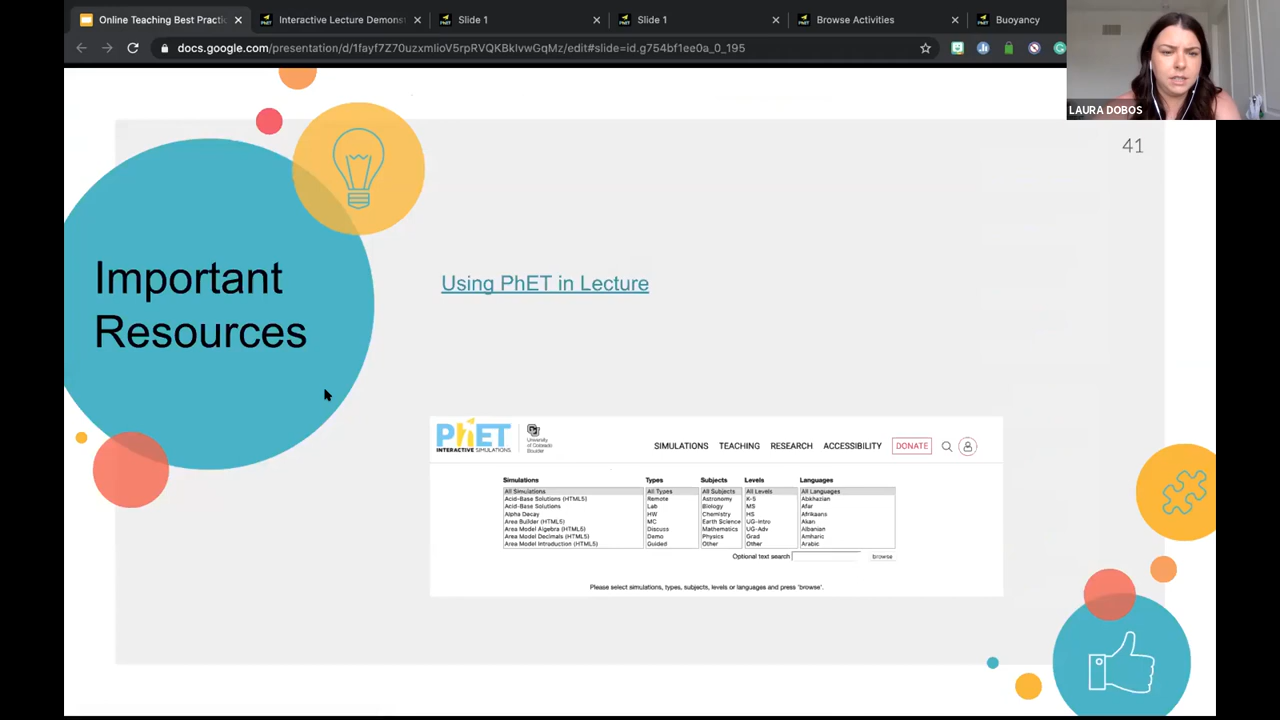 Online Teaching Best Practic
Interactive Lecture Demonst
Slide 1
Slide 1
Browse Activities
Buoyancy
docs.google.com/presentation/d/1fayf7Z70uzxmlioV5rpRVQKBkIvwGqMz/edit#slide=id.g754bf1ee0a_0_195
LAURA DOBOS
41
Important
Resources
Using PhET in Lecture
PhET
INTERACTIVE SIMULATIONS
University of
Colorado
Boulder
SIMULATIONS TEACHING RESEARCH ACCESSIBILITY DONATE
Simulations Types Subjects Levels Languages
All Simulations All Types All Subjects All Levels All Languages
Acid-Base Solutions (HTML5) Remote Astronomy K-5 Abkhazian
Acid-Base Solutions Lab Biology MS Afar
Alpha Decay HW Chemistry HS Afrikaans
Area Builder (HTML5) MC Earth Science UG-Intro Akan
Area Model Algebra (HTML5) Discuss Mathematics UG-Adv Albanian
Area Model Decimals (HTML5) Demo Physics Grad Amharic
Area Model Introduction (HTML5) Guided Other Other Arabic
Optional text search browse
Please select simulations, types, subjects, levels or languages and press 'browse'.